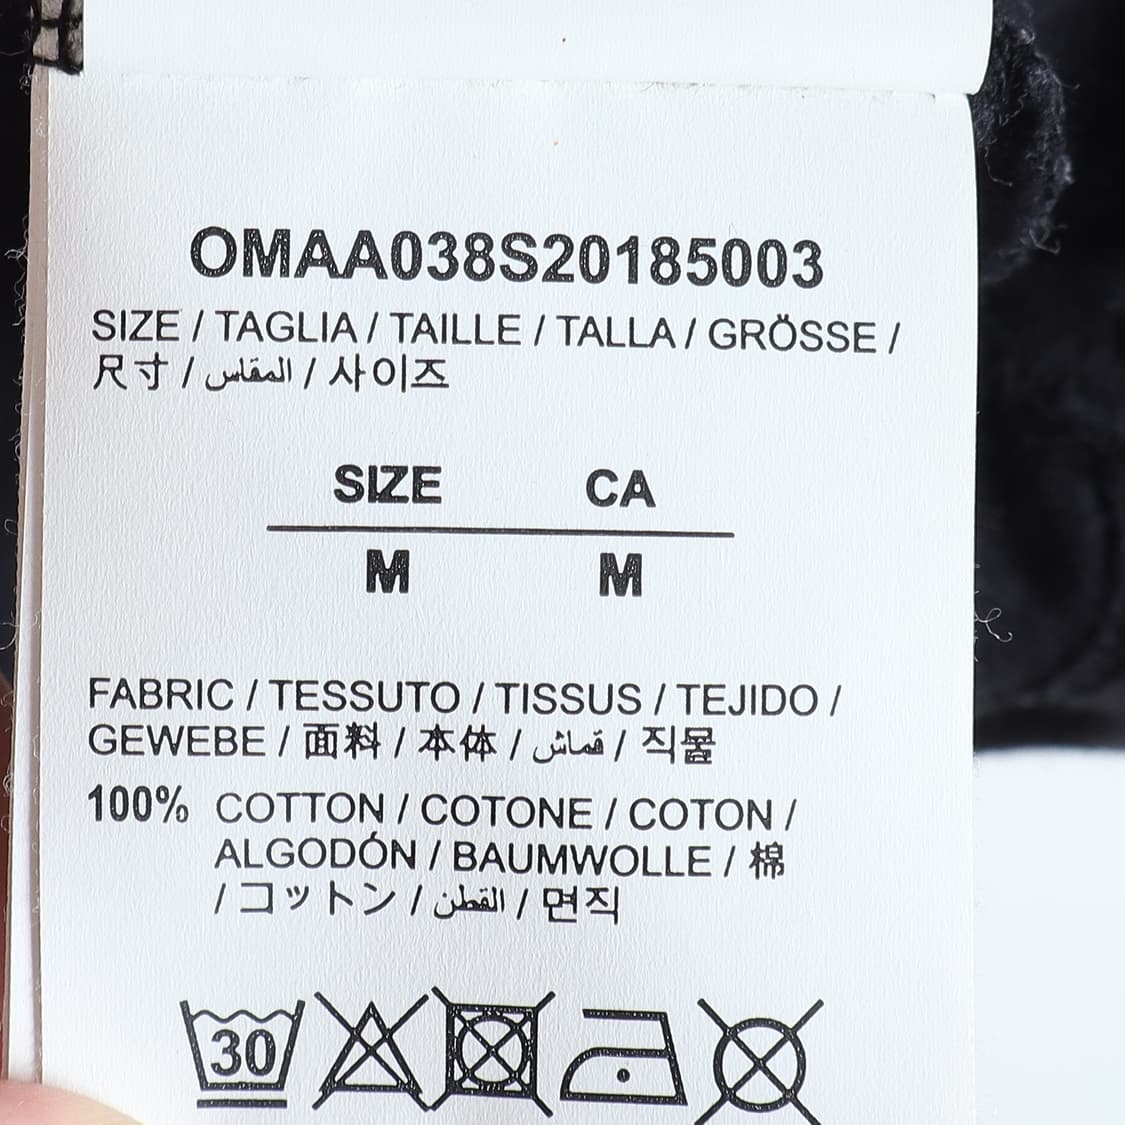 OMAA038S20185003
SIZE / TAGLIA / TAILLE / TALLA / GRÖSSE /
尺寸 / المقاس / 사이즈
SIZE CA
M M
FABRIC / TESSUTO / TISSUS / TEJIDO /
GEWEBE / 面料 / 本体 / قماش / 직물
100% COTTON / COTONE / COTON /
ALGODÓN / BAUMWOLLE / 棉
/ コットン / القطن / 면직
30